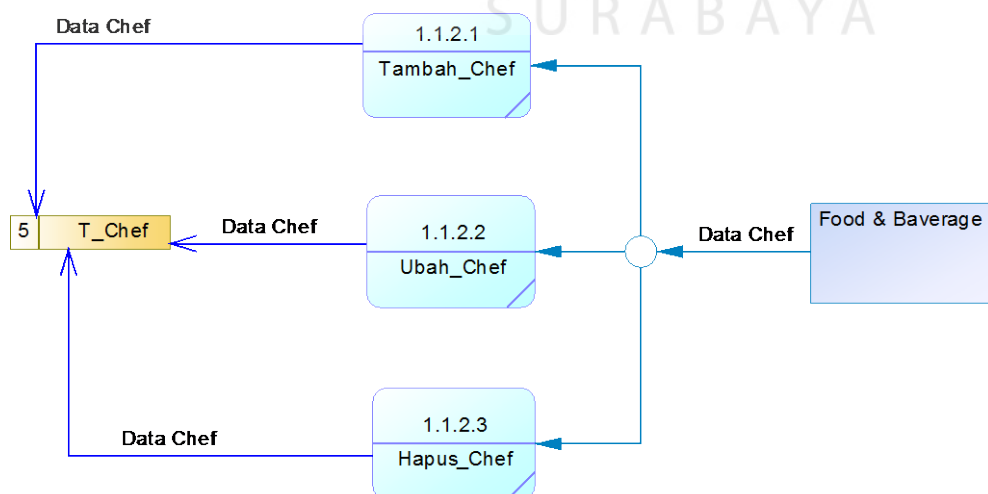 SURABAYA
Data Chef
1.1.2.1
Tambah_Chef
5 T_Chef
Data Chef
1.1.2.2
Ubah_Chef
Data Chef
Food & Baverage
Data Chef
1.1.2.3
Hapus_Chef